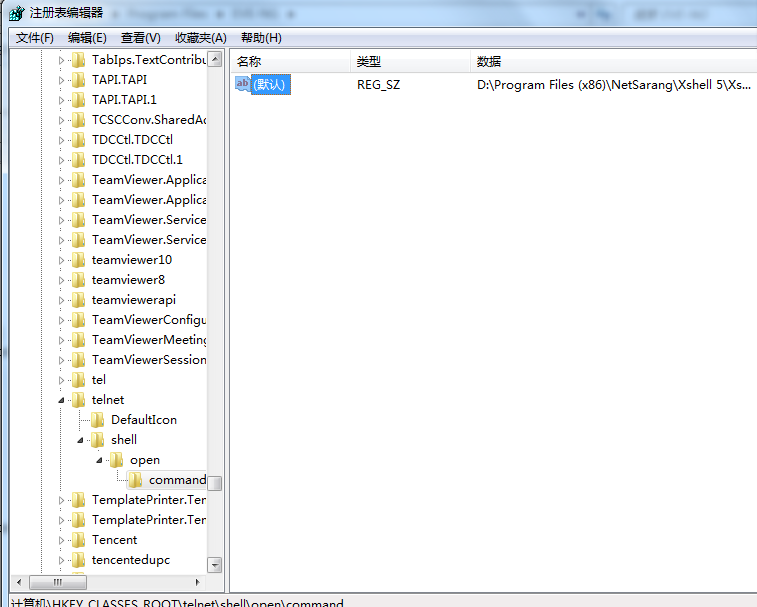 注册表编辑器
文件(F) 编辑(E) 查看(V) 收藏夹(A) 帮助(H)
名称 类型 数据
ab (默认) REG_SZ D:\Program Files (x86)\NetSarang\Xshell 5\Xs...
TabIps.TextContribu
TAPI.TAPI
TAPI.TAPI.1
TCSCConv.SharedAc
TDCCtl.TDCCtl
TDCCtl.TDCCtl.1
TeamViewer.Applica
TeamViewer.Applica
TeamViewer.Service
TeamViewer.Service
teamviewer10
teamviewer8
teamviewerapi
TeamViewerConfigu
TeamViewerMeeting
TeamViewerSession
tel
telnet
DefaultIcon
shell
open
command
TemplatePrinter.Ter
TemplatePrinter.Ter
Tencent
tencentedupc
计算机\HKEY_CLASSES_ROOT\telnet\shell\open\command